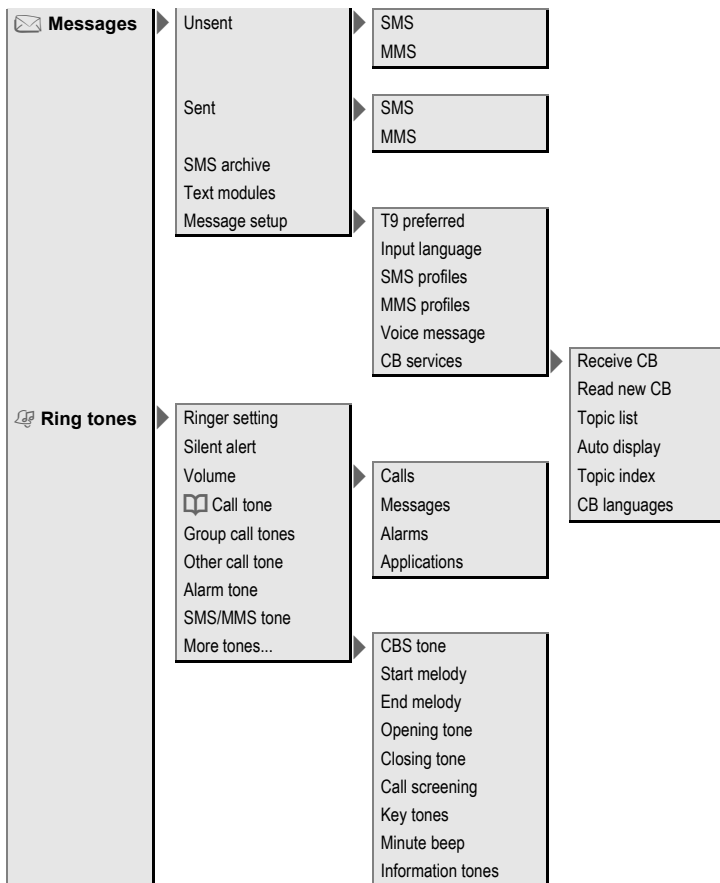 Messages
Unsent
SMS
MMS
Sent
SMS
MMS
SMS archive
Text modules
Message setup
T9 preferred
Input language
SMS profiles
MMS profiles
Voice message
CB services
Receive CB
Read new CB
Topic list
Auto display
Topic index
CB languages
Ring tones
Ringer setting
Silent alert
Volume
Calls
Messages
Alarms
Applications
Call tone
Group call tones
Other call tone
Alarm tone
SMS/MMS tone
More tones...
CBS tone
Start melody
End melody
Opening tone
Closing tone
Call screening
Key tones
Minute beep
Information tones